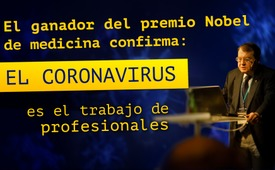 El ganador del premio Nobel
de medicina confirma:
EL CORONAVIRUS
es el trabajo de
profesionales